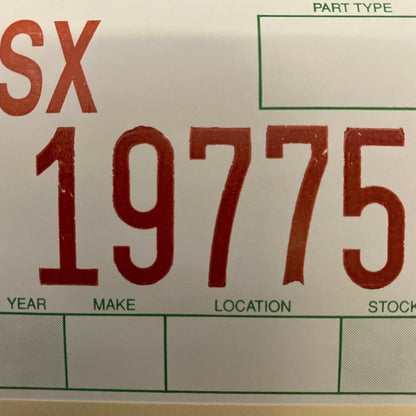 PART TYPE
SX
19775
YEAR MAKE LOCATION STOCK